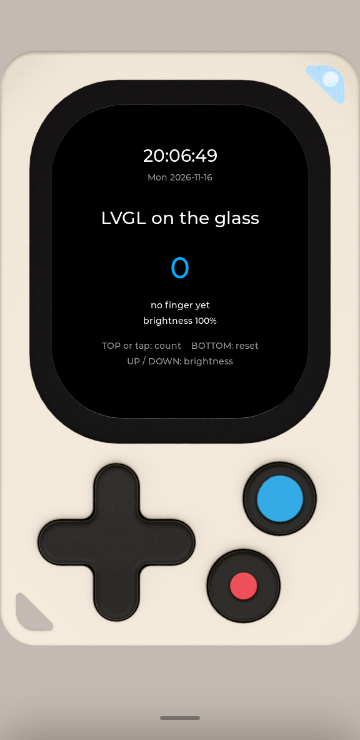 20:06:49
Mon 2026-11-16
LVGL on the glass
0
no finger yet
brightness 100%
TOP or tap: count    BOTTOM: reset
UP / DOWN: brightness